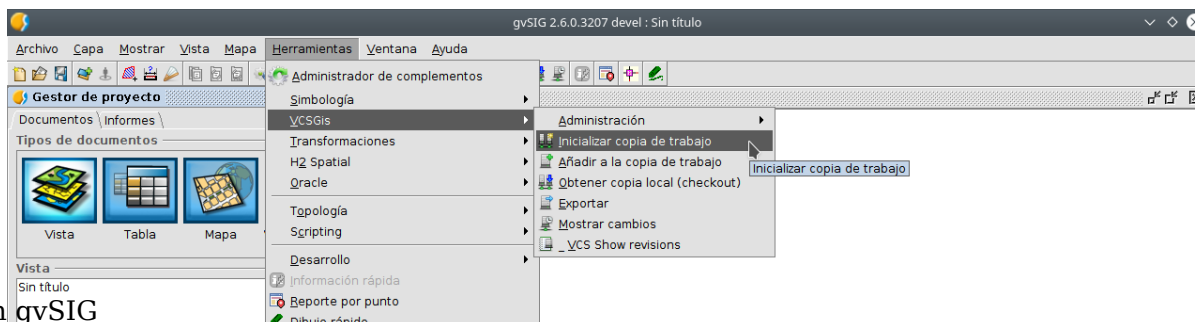 gvSIG 2.6.0.3207 devel : Sin título
Archivo Capa Mostrar Vista Mapa Herramientas Ventana Ayuda
Gestor de proyecto
Documentos Informes
Tipos de documentos
Vista Tabla Mapa
Vista
Sin título
Administrador de complementos
Simbología
VCSGis
Transformaciones
H2 Spatial
Oracle
Topología
Scripting
Desarrollo
Información rápida
Reporte por punto
Dibujo rápido
Administración
Inicializar copia de trabajo
Añadir a la copia de trabajo
Obtener copia local (checkout)
Exportar
Mostrar cambios
_ VCS Show revisions
Inicializar copia de trabajo
gvSIG